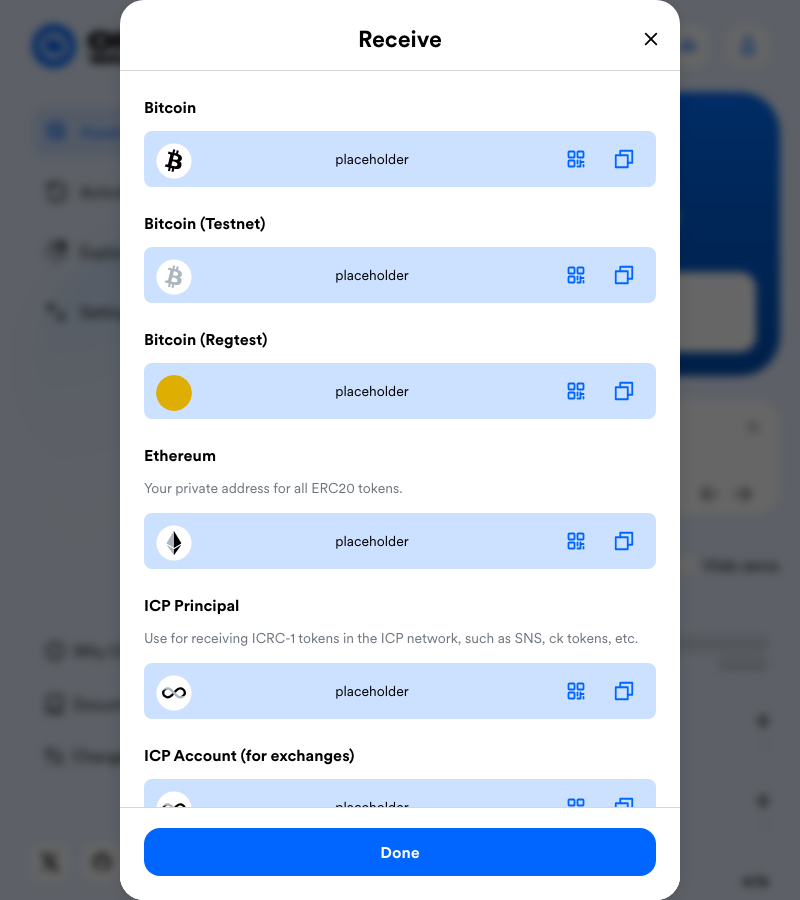 Receive
Bitcoin
placeholder
Bitcoin (Testnet)
placeholder
Bitcoin (Regtest)
placeholder
Ethereum
Your private address for all ERC20 tokens.
placeholder
ICP Principal
Use for receiving ICRC-1 tokens in the ICP network, such as SNS, ck tokens, etc.
placeholder
ICP Account (for exchanges)
placeholder
Done